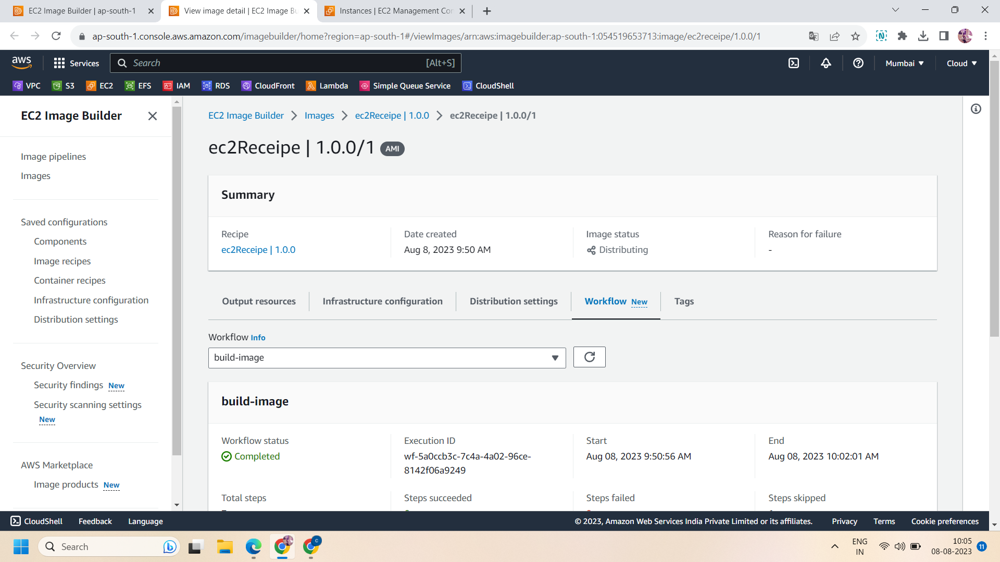 EC2 Image Builder | ap-south-1
View image detail | EC2 Image Bu
Instances | EC2 Management Con
ap-south-1.console.aws.amazon.com/imagebuilder/home?region=ap-south-1#/viewImages/arn:aws:imagebuilder:ap-south-1:054519653713:image/ec2receipe/1.0.0/1
aws
Services
Search
[Alt+S]
Mumbai
Cloud
VPC
S3
EC2
EFS
IAM
RDS
CloudFront
Lambda
Simple Queue Service
CloudShell
EC2 Image Builder
Image pipelines
Images
Saved configurations
Components
Image recipes
Container recipes
Infrastructure configuration
Distribution settings
Security Overview
Security findings New
Security scanning settings
New
AWS Marketplace
Image products New
EC2 Image Builder
Images
ec2Receipe | 1.0.0
ec2Receipe | 1.0.0/1
ec2Receipe | 1.0.0/1 AMI
Summary
Recipe
ec2Receipe | 1.0.0
Date created
Aug 8, 2023 9:50 AM
Image status
Distributing
Reason for failure
-
Output resources
Infrastructure configuration
Distribution settings
Workflow New
Tags
Workflow Info
build-image
build-image
Workflow status
Completed
Execution ID
wf-5a0ccb3c-7c4a-4a02-96ce-
8142f06a9249
Start
Aug 08, 2023 9:50:56 AM
End
Aug 08, 2023 10:02:01 AM
Total steps
Steps succeeded
Steps failed
Steps skipped
CloudShell
Feedback
Language
© 2023, Amazon Web Services India Private Limited or its affiliates.
Privacy
Terms
Cookie preferences
Search
ENG
IN
10:05
08-08-2023
11